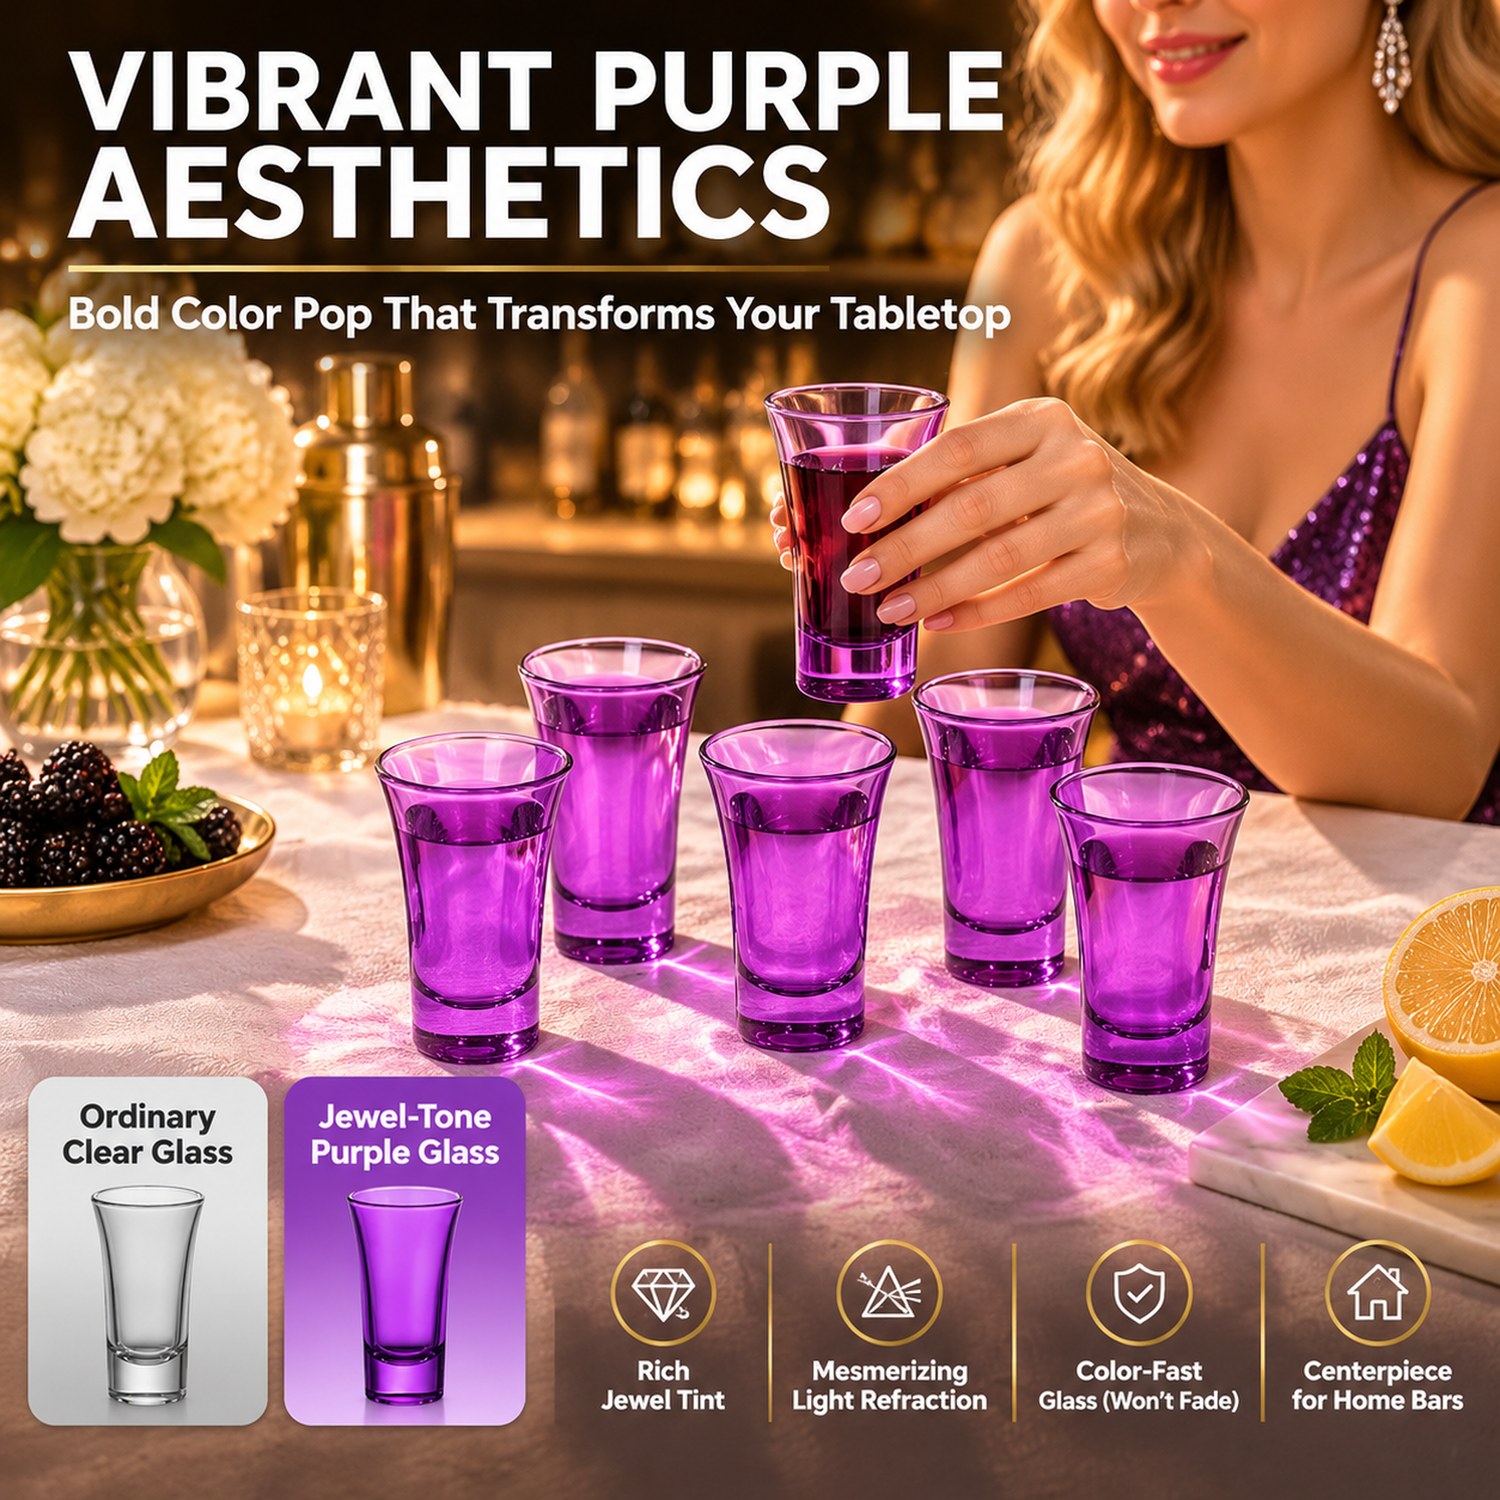 VIBRANT PURPLE
AESTHETICS
Bold Color Pop That Transforms Your Tabletop
Ordinary
Clear Glass
Jewel-Tone
Purple Glass
Rich
Jewel Tint
Mesmerizing
Light Refraction
Color-Fast
Glass (Won't Fade)
Centerpiece
for Home Bars